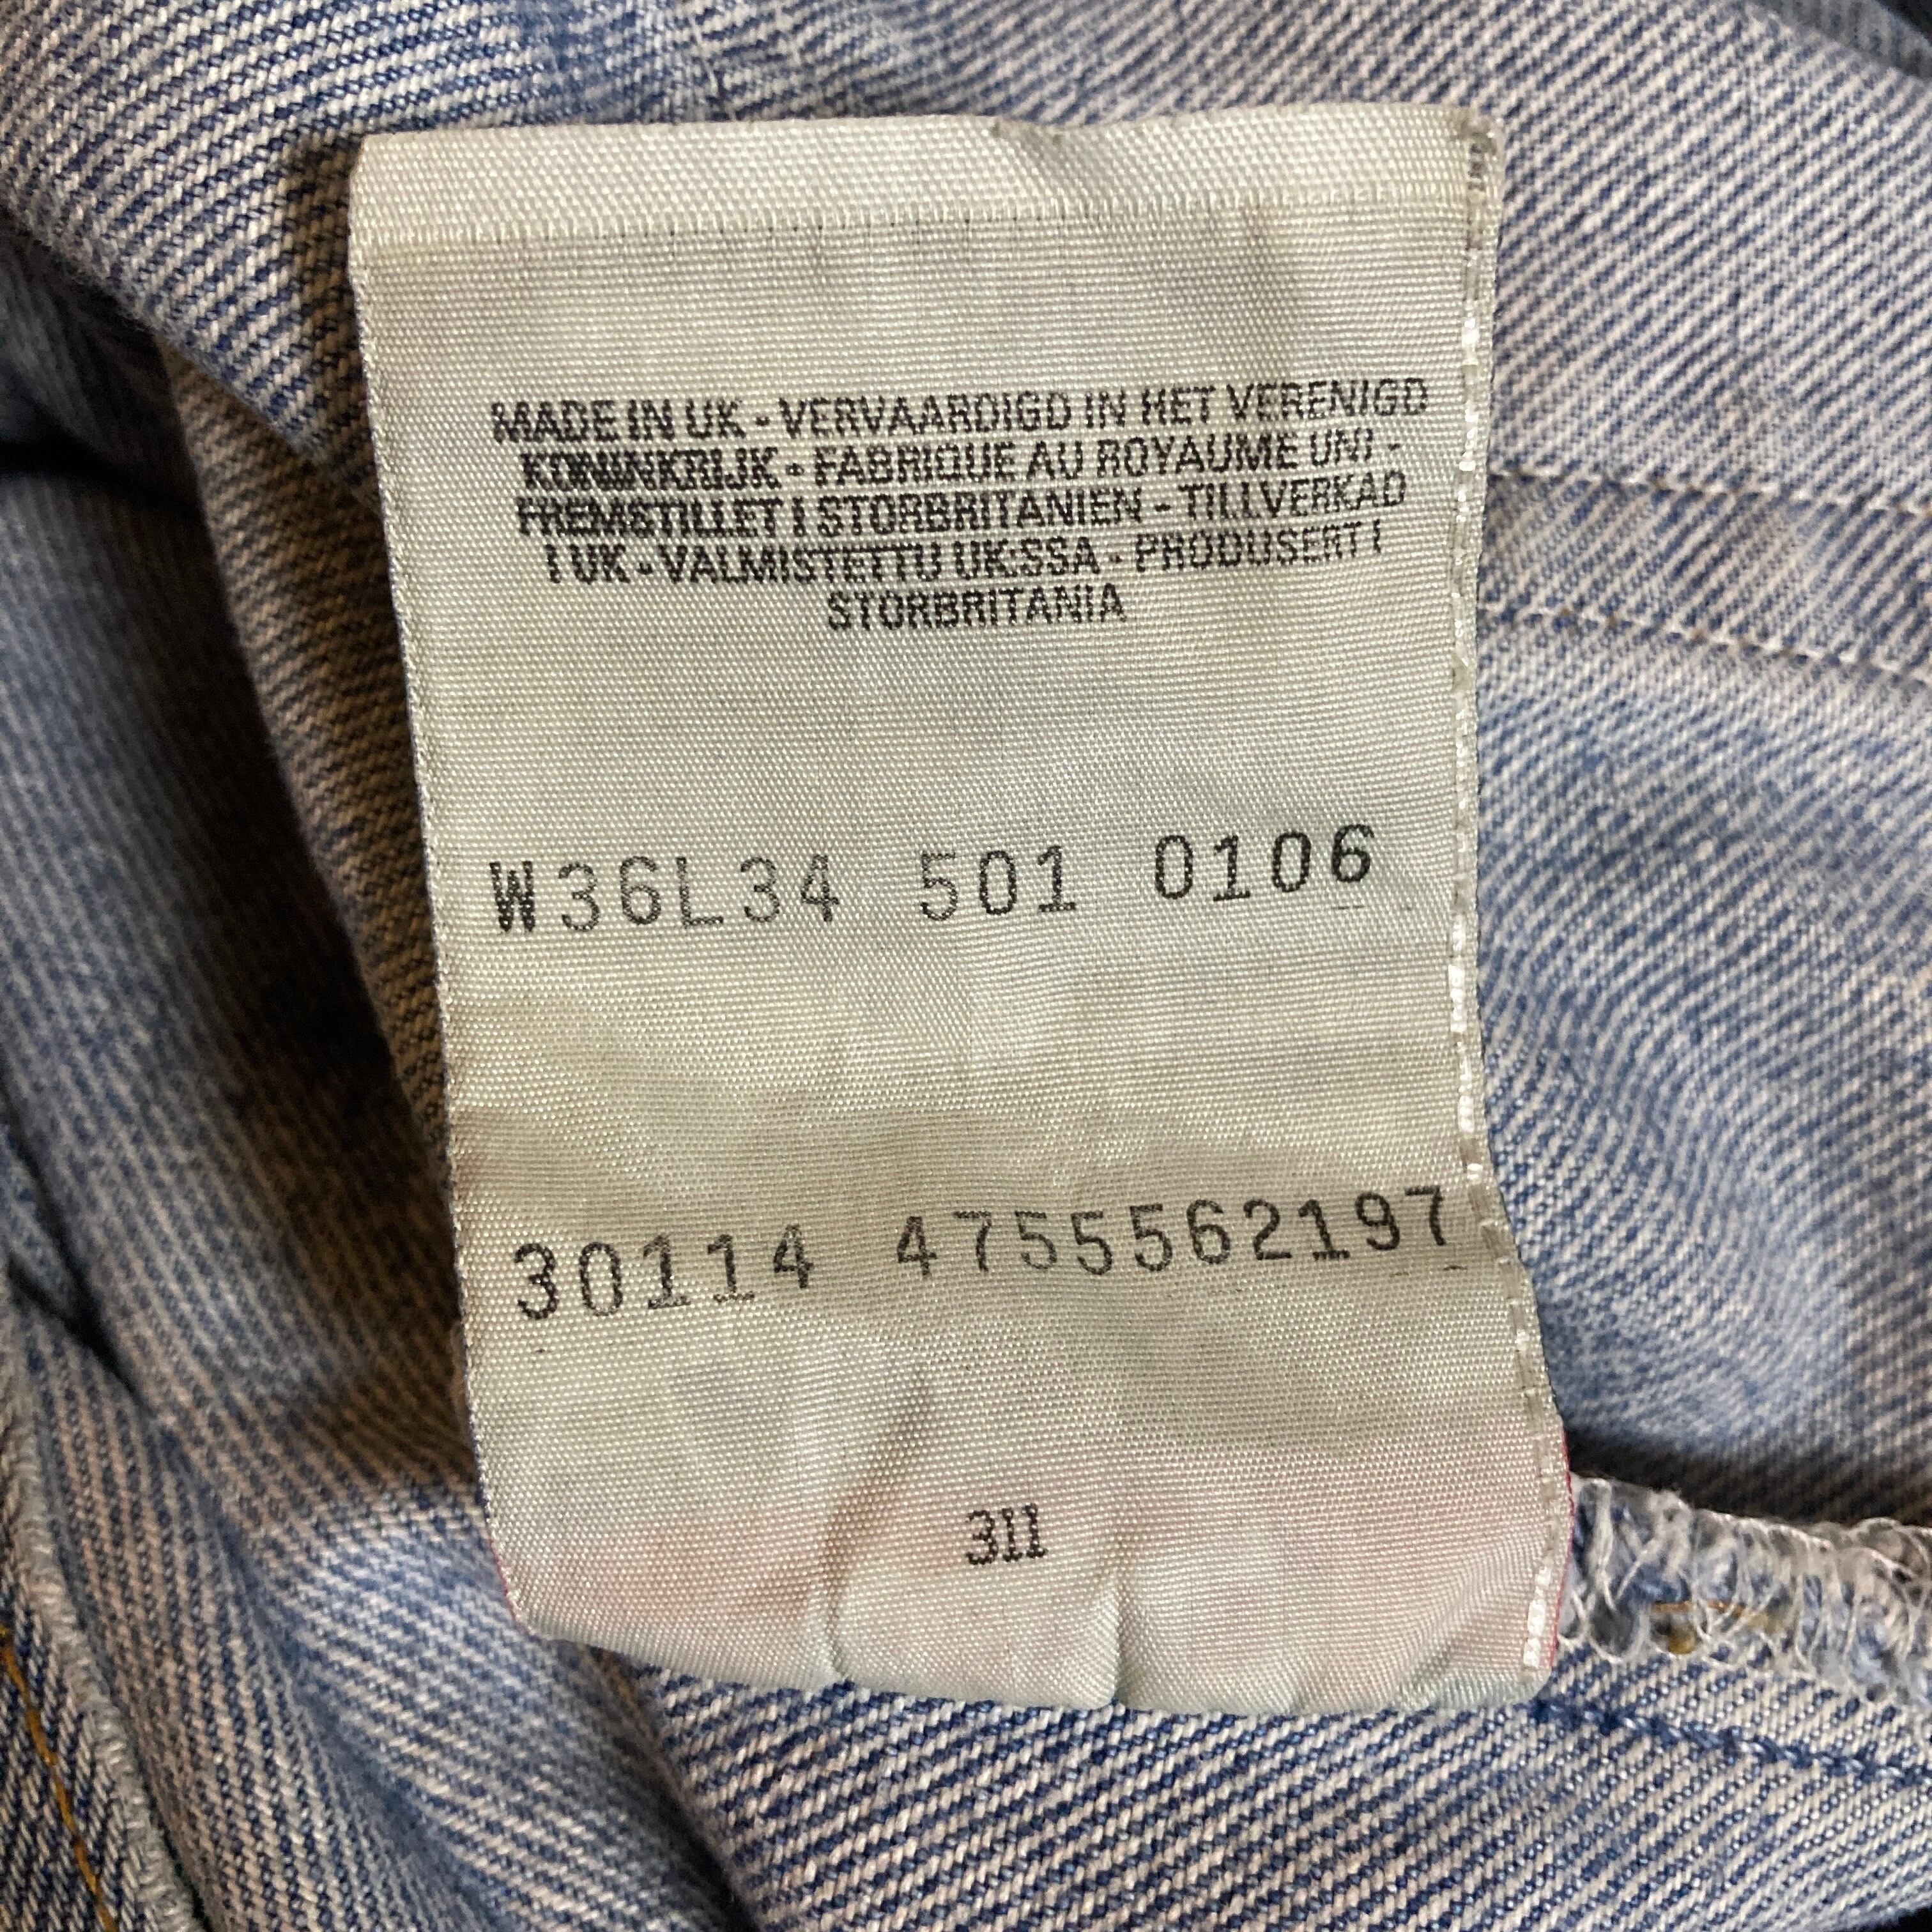 MADE IN UK - VERVAARDIGD IN HET VERENIGD
KONINKRIJK - FABRIQUE AU ROYAUME UNI -
FREMSTILLET I STORBRITANIEN - TILLVERKAD
I UK - VALMISTETTU UK:SSA - PRODUSERT I
STORBRITANIA
W36L34 501 0106
30114 4755562197
311